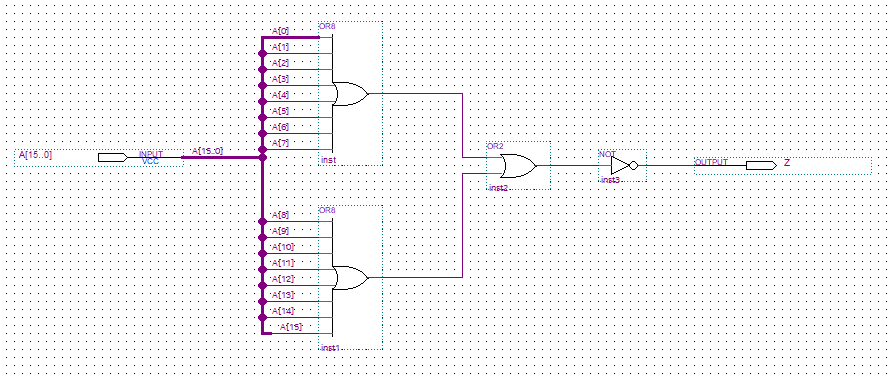 OR8
A[0]
A[1]
A[2]
A[3]
A[4]
A[5]
A[6]
A[7]
inst
A[15..0]
INPUT
VCC
A[15..0]
OR2
inst2
NOT
inst3
OUTPUT
Z
OR8
A[8]
A[9]
A[10]
A[11]
A[12]
A[13]
A[14]
A[15]
inst1